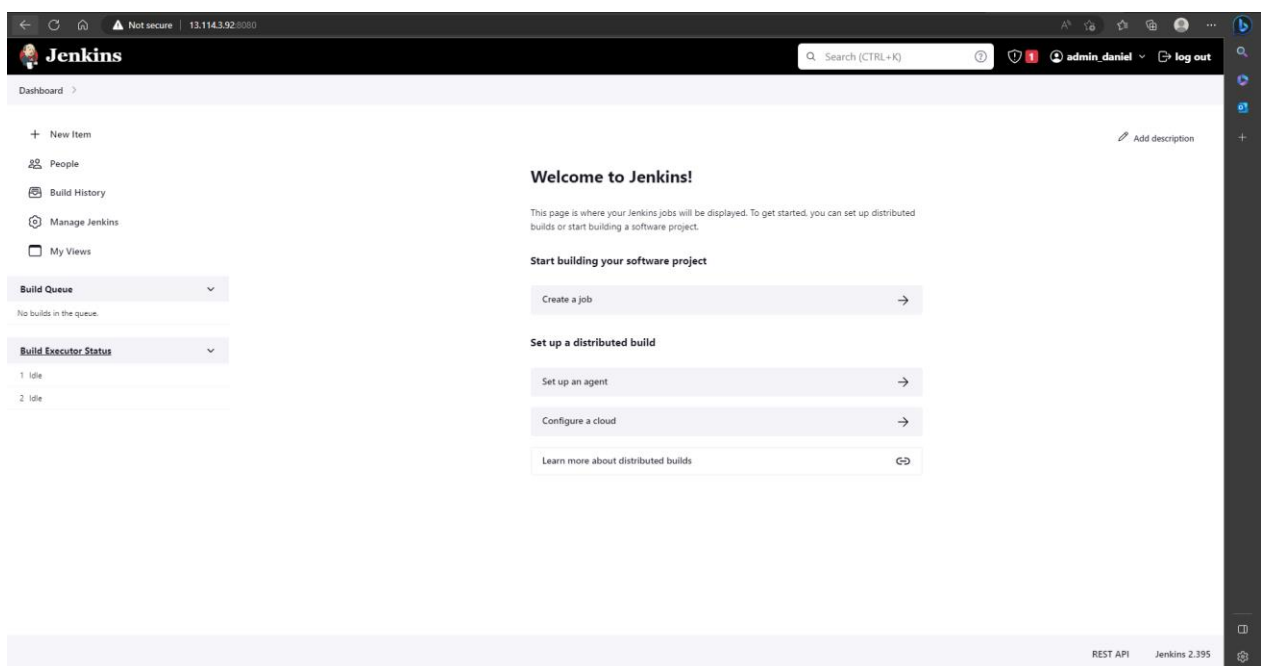 Not secure 13.114.3.92:8080
Jenkins
Search (CTRL+K)
1
admin_daniel
log out
Dashboard
New Item
People
Build History
Manage Jenkins
My Views
Build Queue
No builds in the queue.
Build Executor Status
1 Idle
2 Idle
Add description
Welcome to Jenkins!
This page is where your Jenkins jobs will be displayed. To get started, you can set up distributed
builds or start building a software project.
Start building your software project
Create a job
Set up a distributed build
Set up an agent
Configure a cloud
Learn more about distributed builds
REST API
Jenkins 2.395